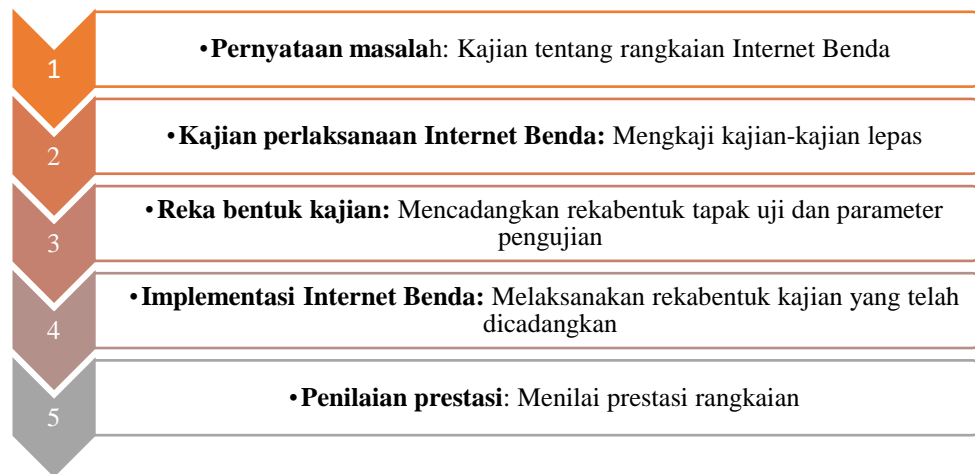 1
•Pernyataan masalah: Kajian tentang rangkaian Internet Benda
2
•Kajian perlaksanaan Internet Benda: Mengkaji kajian-kajian lepas
3
•Reka bentuk kajian: Mencadangkan rekabentuk tapak uji dan parameter
pengujian
4
•Implementasi Internet Benda: Melaksanakan rekabentuk kajian yang telah
dicadangkan
5
•Penilaian prestasi: Menilai prestasi rangkaian